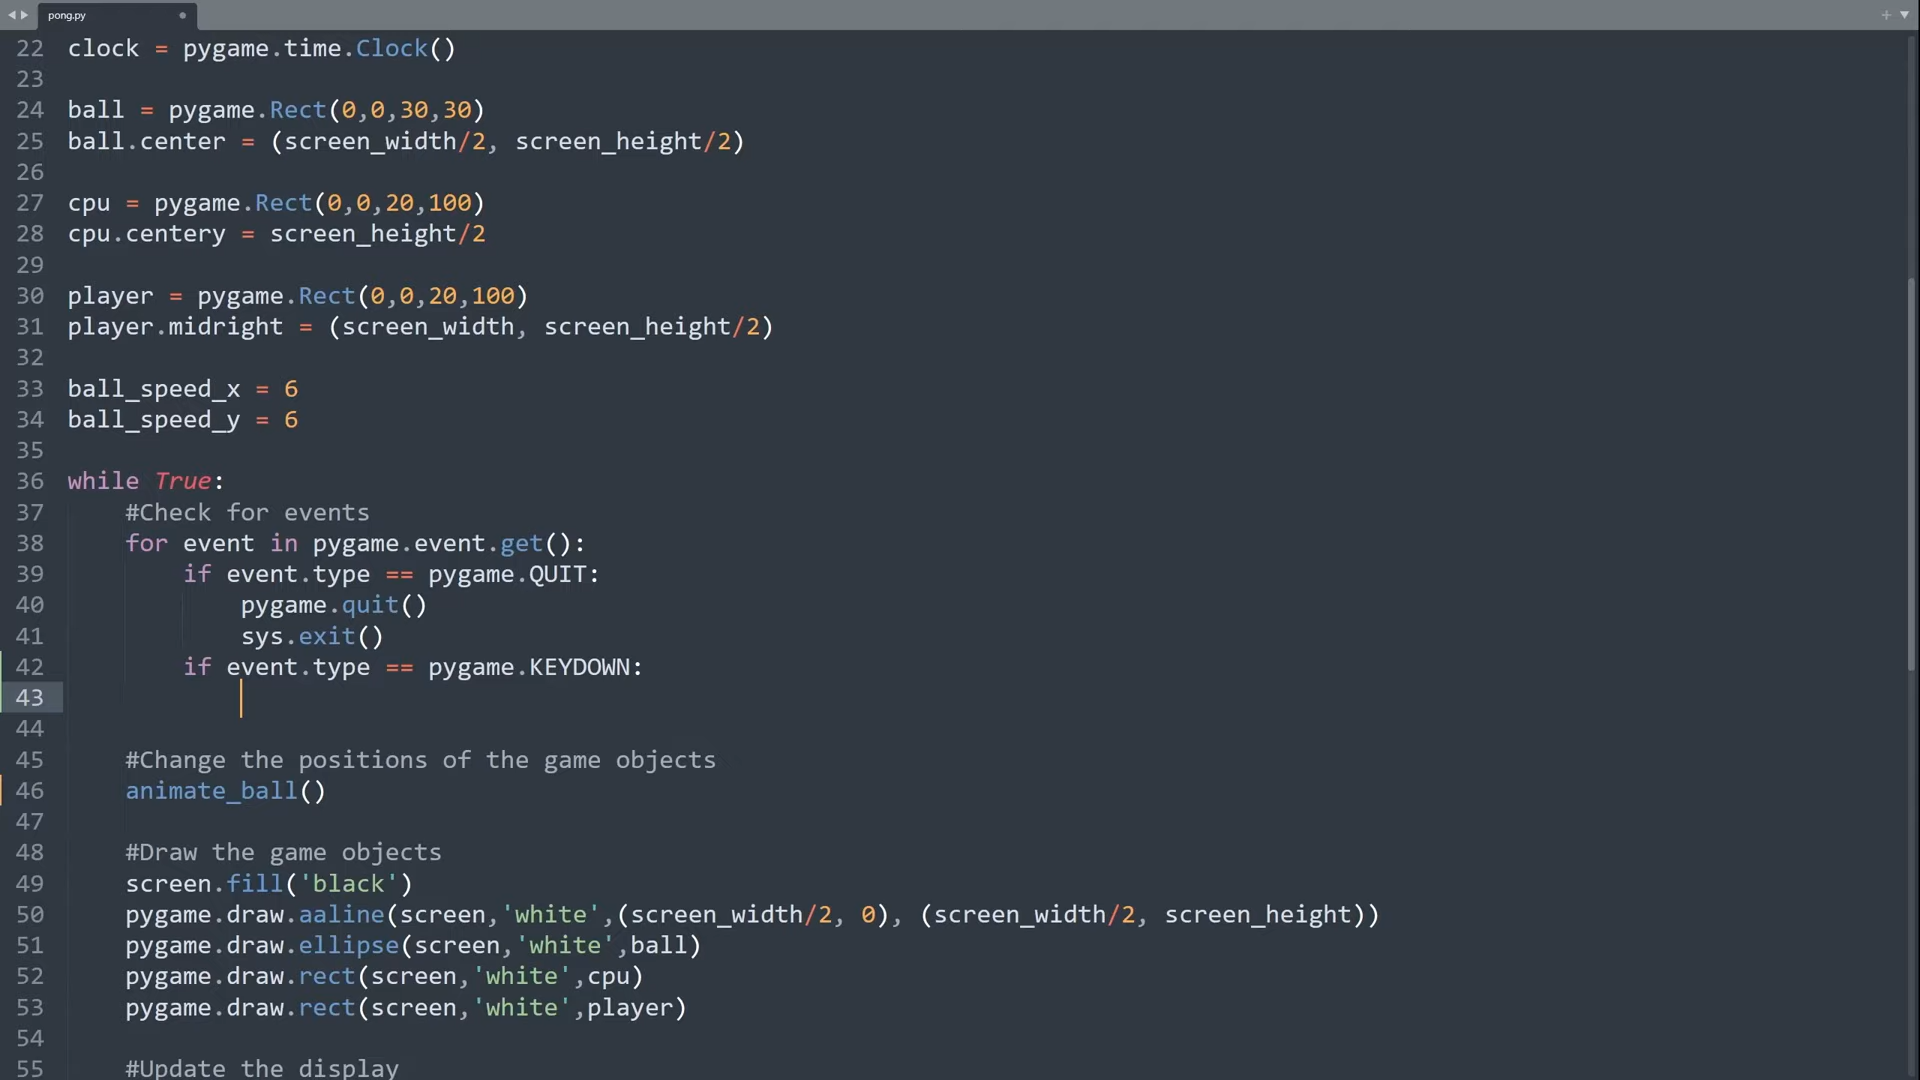 pong.py
22 clock = pygame.time.Clock()
23
24 ball = pygame.Rect(0,0,30,30)
25 ball.center = (screen_width/2, screen_height/2)
26
27 cpu = pygame.Rect(0,0,20,100)
28 cpu.centery = screen_height/2
29
30 player = pygame.Rect(0,0,20,100)
31 player.midright = (screen_width, screen_height/2)
32
33 ball_speed_x = 6
34 ball_speed_y = 6
35
36 while True:
37     #Check for events
38     for event in pygame.event.get():
39         if event.type == pygame.QUIT:
40             pygame.quit()
41             sys.exit()
42         if event.type == pygame.KEYDOWN:
43
44
45     #Change the positions of the game objects
46     animate_ball()
47
48     #Draw the game objects
49     screen.fill('black')
50     pygame.draw.aaline(screen,'white',(screen_width/2, 0), (screen_width/2, screen_height))
51     pygame.draw.ellipse(screen,'white',ball)
52     pygame.draw.rect(screen,'white',cpu)
53     pygame.draw.rect(screen,'white',player)
54
55     #Update the display